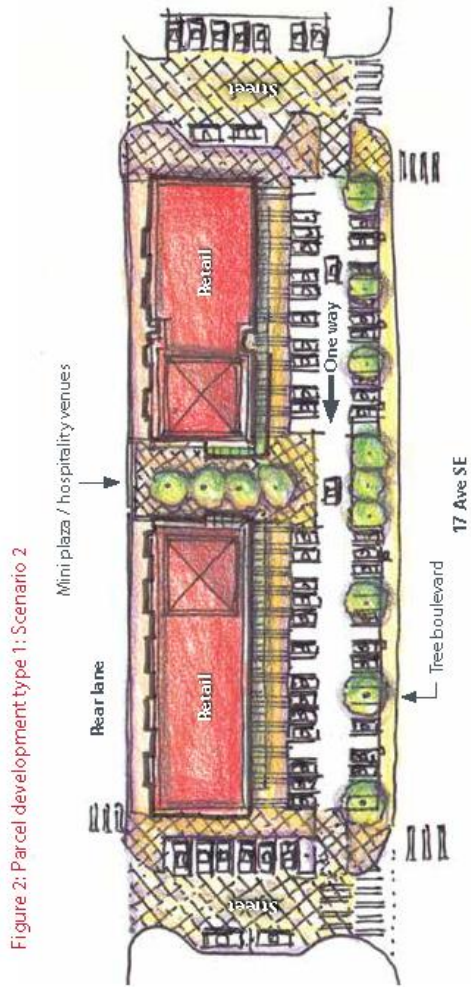 Figure 2: Parcel development type 1: Scenario 2
Mini plaza / hospitality venues
Rear lane
Street
Retail
Retail
Street
One way
Tree boulevard
17 Ave SE